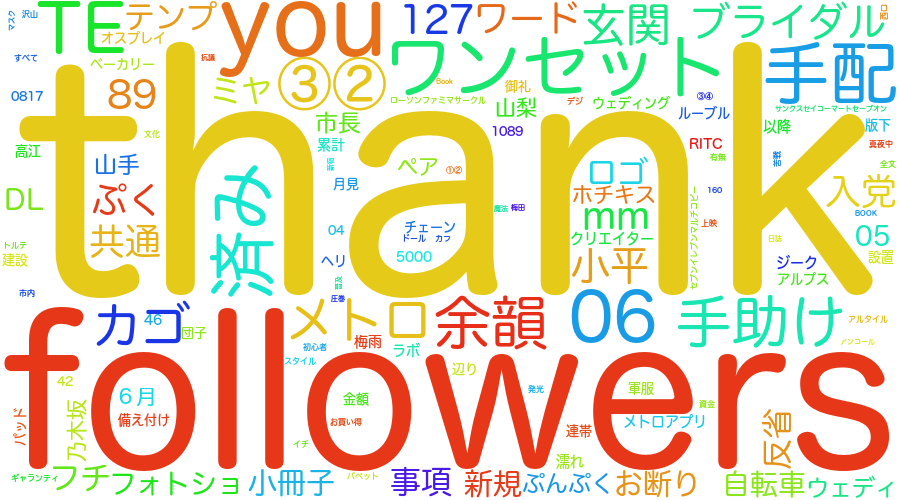 マスク 沢山 TE テンプ you 127 ワード 玄関 ブライダル 西口
オスプレイ
すべて ベーカリー 抗議 ワンセット 手配
0817 89 ミヤ ③② Book 御礼 デジ ウェディング ③④
ローソンファミマサークル 山梨 ループル サンクスセイコーマートセーブオン
thank
文化 市長 1089 以降 版下
高江 累計 RITC 真夜中
山手 ペア ①② ロゴ 有無 全文
DL ぷく 済み 月見 ホチキス 160 入党
魔法 梅田 mm 上映 BOOK
共通 04 チェーン クリエイター セブンイレブンマルチコピー 日誌 05
トルテ ドール カフ
建設 ヘリ 5000 小平 ジーク 設置
アルプス
市内 圧巻
カゴ 46 メトロ 余韻 06 手助け アルタイル
団子 初心者 梅雨 ラボ ノンコール
スタイル
followers
42 6月 辺り 発光 軍服
乃木坂 金額 資金
パッド 備え付け お買い得 連帯 メトロアプリ 反省
イチ
ギャランティ フチ フォトショ 小冊子 パペット 事項 新規 濡れ ぷんぷく お断り 自転車 ウェディ